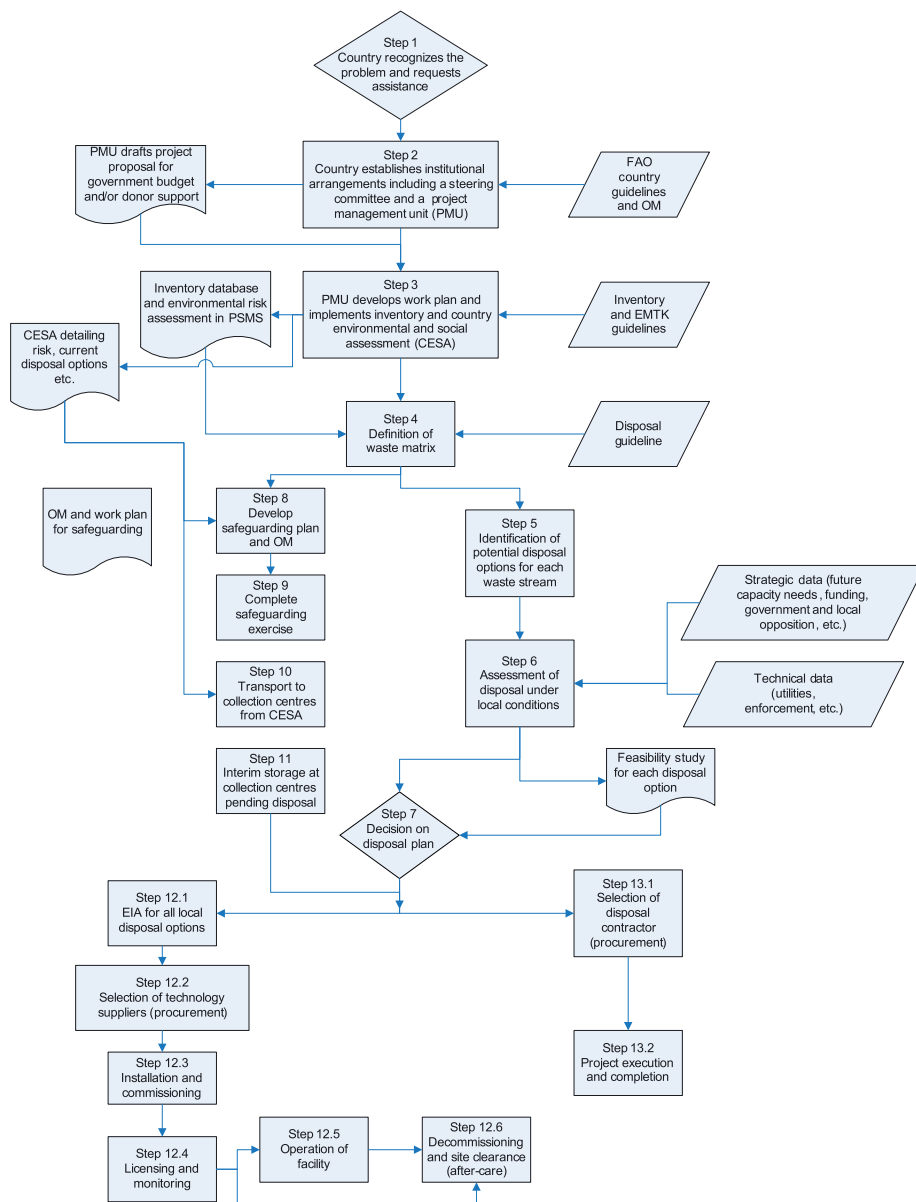 Step 1
Country recognizes the
problem and requests
assistance
PMU drafts project
proposal for
government budget
and/or donor support
Step 2
Country establishes institutional
arrangements including a steering
committee and a project
management unit (PMU)
FAO
country
guidelines
and OM
Inventory database
and environmental risk
assessment in PSMS
Step 3
PMU develops work plan and
implements inventory and country
environmental and social
assessment (CESA)
Inventory
and EMTK
guidelines
CESA detailing
risk, current
disposal options
etc.
Step 4
Definition of
waste matrix
Disposal
guideline
OM and work plan
for safeguarding
Step 8
Develop
safeguarding plan
and OM
Step 5
Identification of
potential disposal
options for each
waste stream
Step 9
Complete
safeguarding
exercise
Strategic data (future
capacity needs, funding,
government and local
opposition, etc.)
Step 10
Transport to
collection centres
from CESA
Step 6
Assessment of
disposal under
local conditions
Technical data
(utilities,
enforcement, etc.)
Step 11
Interim storage at
collection centres
pending disposal
Step 7
Decision on
disposal plan
Feasibility study
for each disposal
option
Step 12.1
EIA for all local
disposal options
Step 13.1
Selection of
disposal
contractor
(procurement)
Step 12.2
Selection of technology
suppliers (procurement)
Step 12.3
Installation and
commissioning
Step 13.2
Project execution
and completion
Step 12.4
Licensing and
monitoring
Step 12.5
Operation of
facility
Step 12.6
Decommissioning
and site clearance
(after-care)